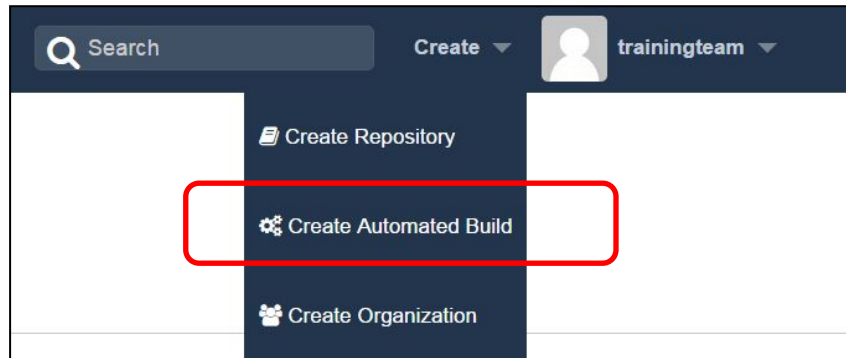 Search
Create
trainingteam
Create Repository
Create Automated Build
Create Organization